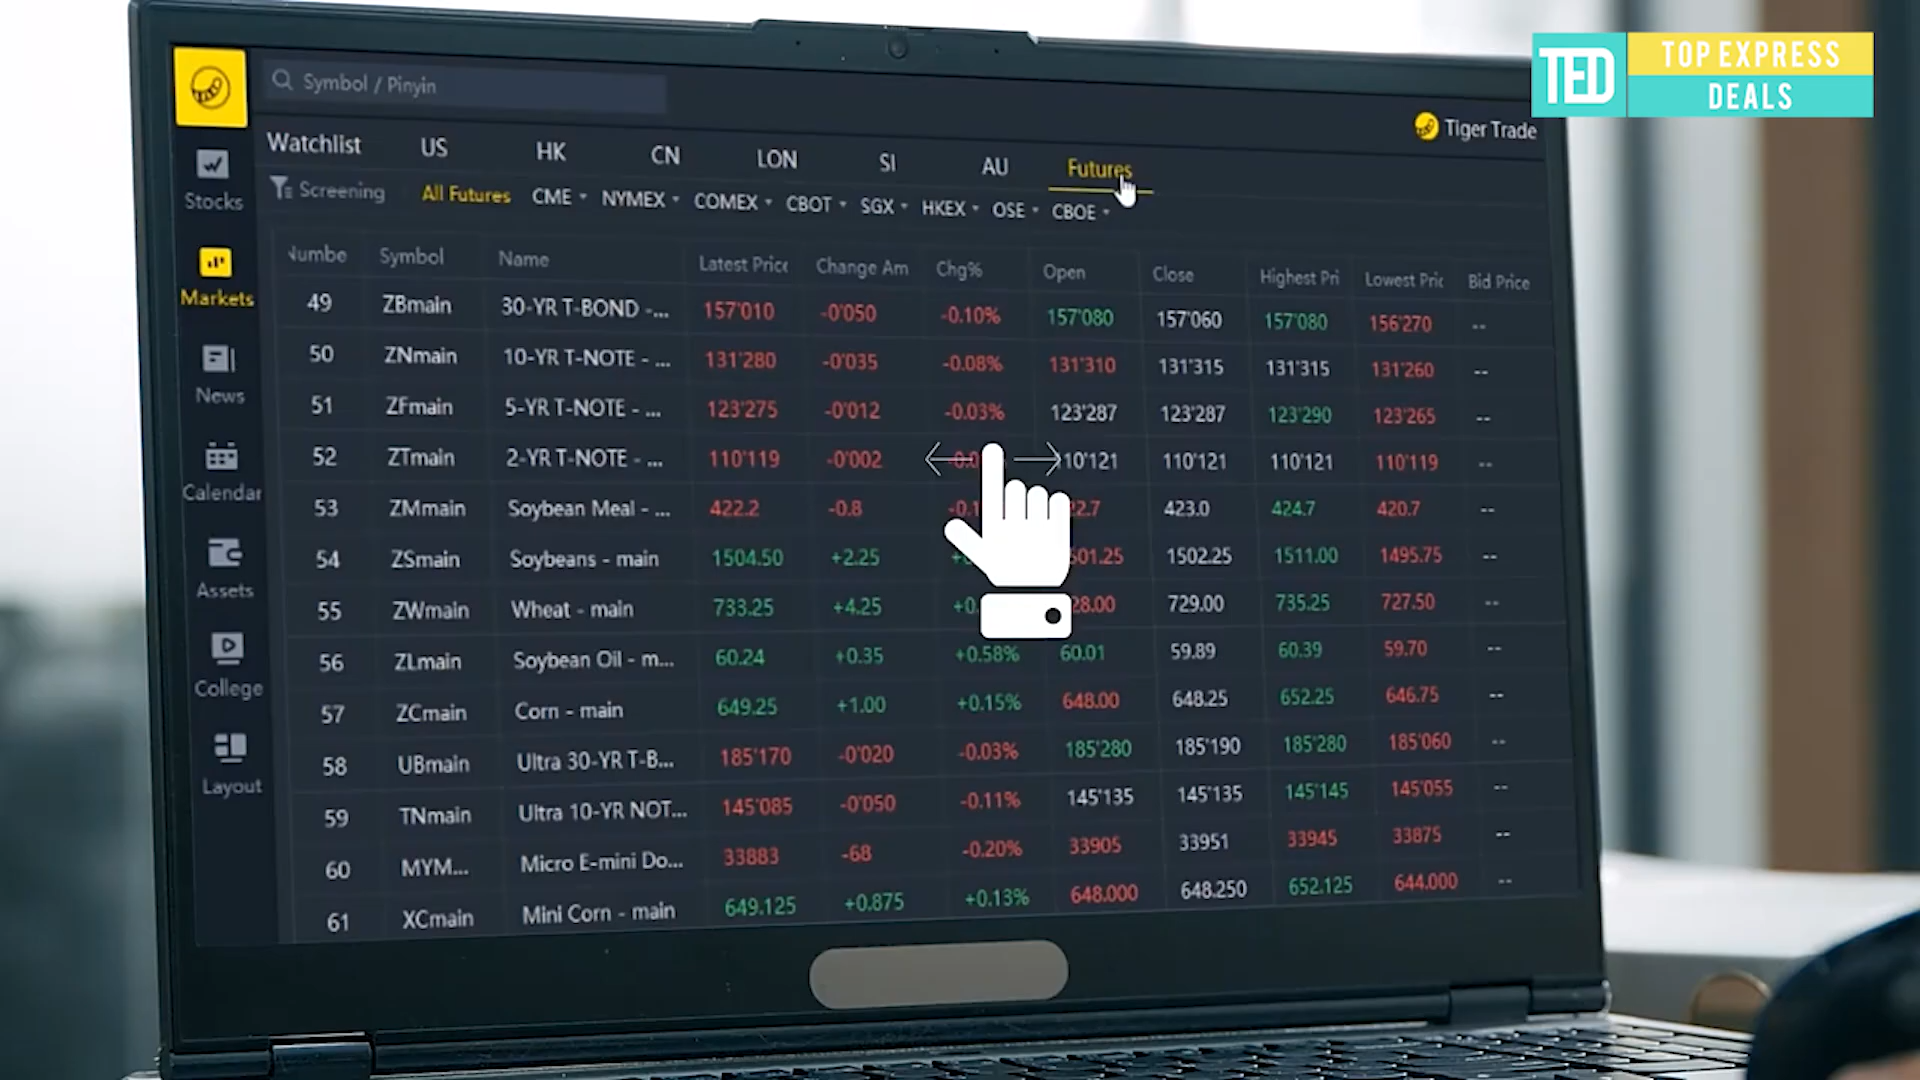 TED TOP EXPRESS
DEALS
Symbol / Pinyin
Tiger Trade
Watchlist US HK CN LON SI AU Futures
Screening All Futures CME NYMEX COMEX CBOT SGX HKEX OSE CBOE
Stocks
Markets
News
Calendar
Assets
College
Layout
Numbe Symbol Name Latest Price Change Am Chg% Open Close Highest Pri Lowest Pric Bid Price
49 ZBmain 30-YR T-BOND -... 157'010 -0'050 -0.10% 157'080 157'060 157'080 156'270 --
50 ZNmain 10-YR T-NOTE - ... 131'280 -0'035 -0.08% 131'310 131'315 131'315 131'260 --
51 ZFmain 5-YR T-NOTE - ... 123'275 -0'012 -0.03% 123'287 123'287 123'290 123'265 --
52 ZTmain 2-YR T-NOTE - ... 110'119 -0'002 10'121 110'121 110'121 110'119 --
53 ZMmain Soybean Meal - ... 422.2 -0.8 423.0 424.7 420.7 --
54 ZSmain Soybeans - main 1504.50 +2.25 1502.25 1511.00 1495.75 --
55 ZWmain Wheat - main 733.25 +4.25 729.00 735.25 727.50 --
56 ZLmain Soybean Oil - m... 60.24 +0.35 +0.58% 60.01 59.89 60.39 59.70 --
57 ZCmain Corn - main 649.25 +1.00 +0.15% 648.00 648.25 652.25 646.75 --
58 UBmain Ultra 30-YR T-B... 185'170 -0'020 -0.03% 185'280 185'190 185'280 185'060 --
59 TNmain Ultra 10-YR NOT... 145'085 -0'050 -0.11% 145'135 145'135 145'145 145'055 --
60 MYM... Micro E-mini Do... 33883 -68 -0.20% 33905 33951 33945 33875 --
61 XCmain Mini Corn - main 649.125 +0.875 +0.13% 648.000 648.250 652.125 644.000 --